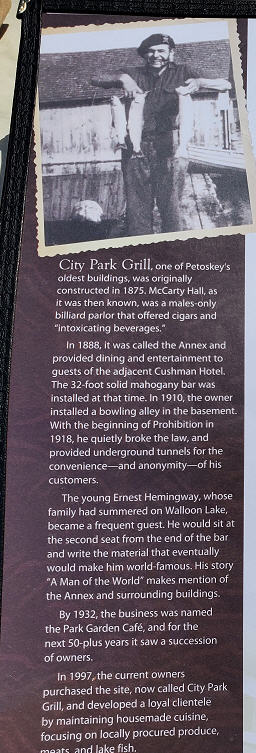 City Park Grill, one of Petoskey's
oldest buildings, was originally
constructed in 1875. McCarty Hall, as
it was then known, was a males-only
billiard parlor that offered cigars and
"intoxicating beverages."
In 1888, it was called the Annex and
provided dining and entertainment to
guests of the adjacent Cushman Hotel.
The 32-foot solid mahogany bar was
installed at that time. In 1910, the owner
installed a bowling alley in the basement.
With the beginning of Prohibition in
1918, he quietly broke the law, and
provided underground tunnels for the
convenience—and anonymity—of his
customers.
The young Ernest Hemingway, whose
family had summered on Walloon Lake,
became a frequent guest. He would sit at
the second seat from the end of the bar
and write the material that eventually
would make him world-famous. His story
"A Man of the World" makes mention of
the Annex and surrounding buildings.
By 1932, the business was named
the Park Garden Café, and for the
next 50-plus years it saw a succession
of owners.
In 1997, the current owners
purchased the site, now called City Park
Grill, and developed a loyal clientele
by maintaining housemade cuisine,
focusing on locally procured produce,
meats, and lake fish.